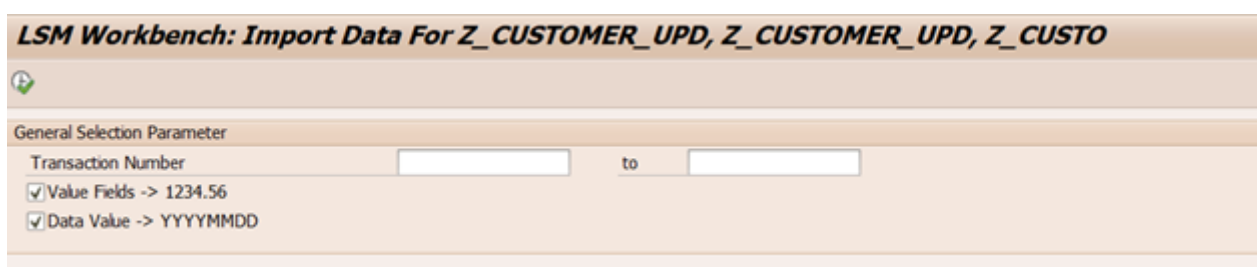 LSM Workbench: Import Data For Z_CUSTOMER_UPD, Z_CUSTOMER_UPD, Z_CUSTO
General Selection Parameter
Transaction Number to
Value Fields -> 1234.56
Data Value -> YYYYMMDD